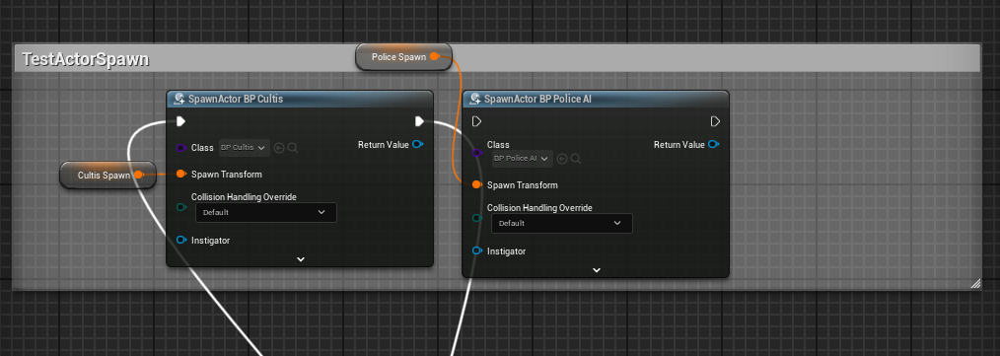 TestActorSpawn
Police Spawn
SpawnActor BP Cultis
Class
BP Cultis
Return Value
Cultis Spawn
Spawn Transform
Collision Handling Override
Default
Instigator
SpawnActor BP Police AI
Class
BP Police AI
Return Value
Spawn Transform
Collision Handling Override
Default
Instigator